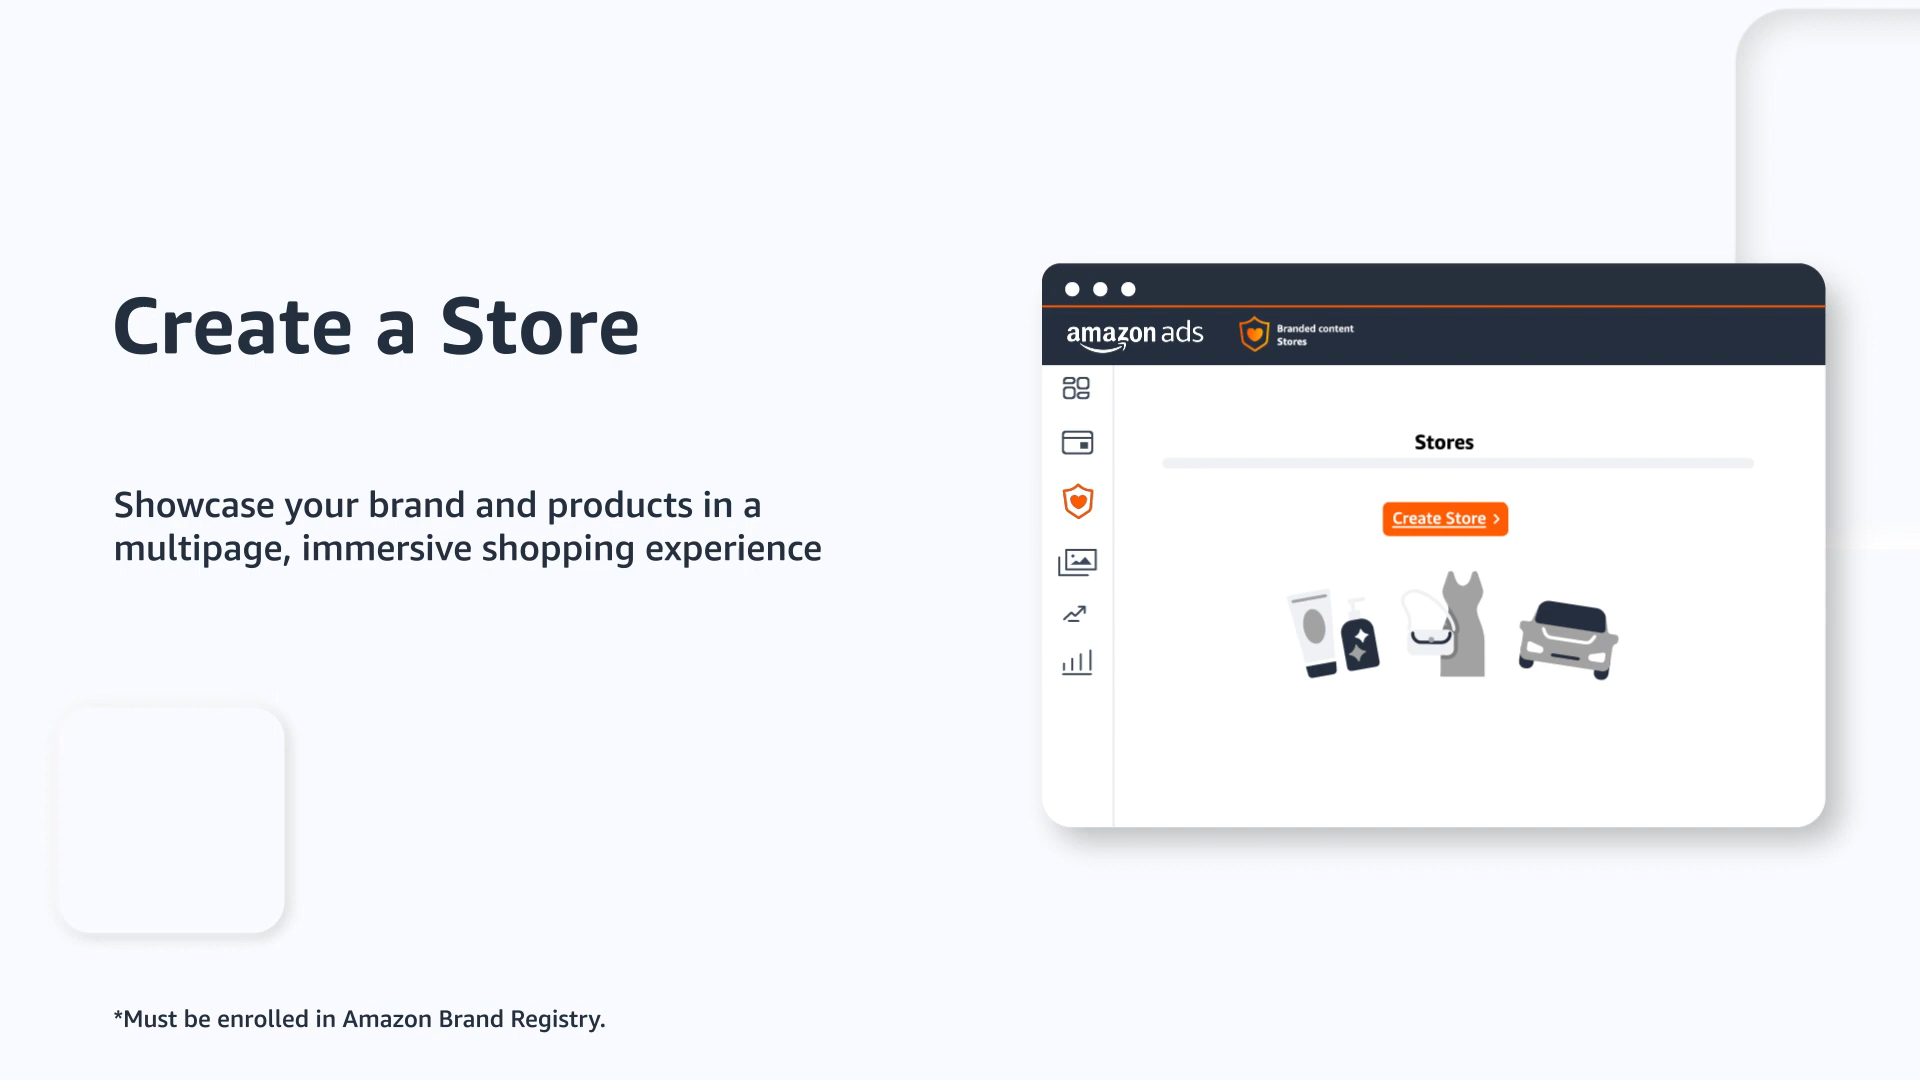 Create a Store
Showcase your brand and products in a
multipage, immersive shopping experience
*Must be enrolled in Amazon Brand Registry.
amazon ads
Branded content
Stores
Stores
Create Store >